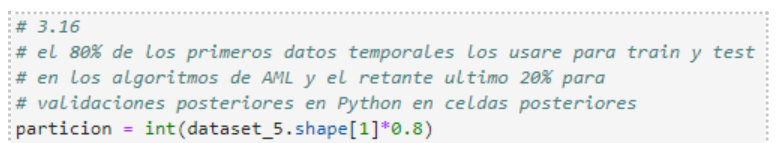 # 3.16
# el 80% de los primeros datos temporales los usare para train y test
# en los algoritmos de AML y el retante ultimo 20% para
# validaciones posteriores en Python en celdas posteriores
particion = int(dataset_5.shape[1]*0.8)